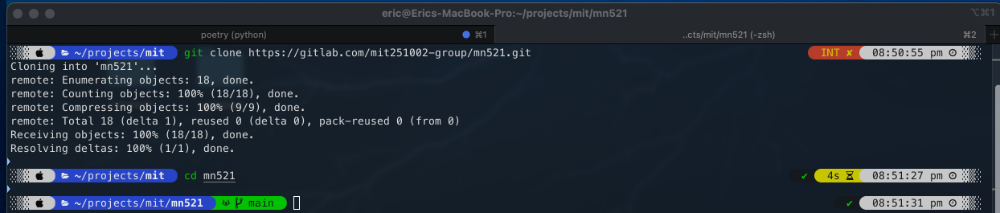 eric@Erics-MacBook-Pro:~/projects/mit/mn521 ⌥⌘1
poetry (python) ⌘1 ..cts/mit/mn521 (-zsh) ⌘2 +
~/projects/mit git clone https://gitlab.com/mit251002-group/mn521.git INT ✘ 08:50:55 pm
Cloning into 'mn521'...
remote: Enumerating objects: 18, done.
remote: Counting objects: 100% (18/18), done.
remote: Compressing objects: 100% (9/9), done.
remote: Total 18 (delta 1), reused 0 (delta 0), pack-reused 0 (from 0)
Receiving objects: 100% (18/18), done.
Resolving deltas: 100% (1/1), done.
~/projects/mit cd mn521 ✔ 4s 08:51:27 pm
~/projects/mit/mn521 main ✔ 08:51:31 pm